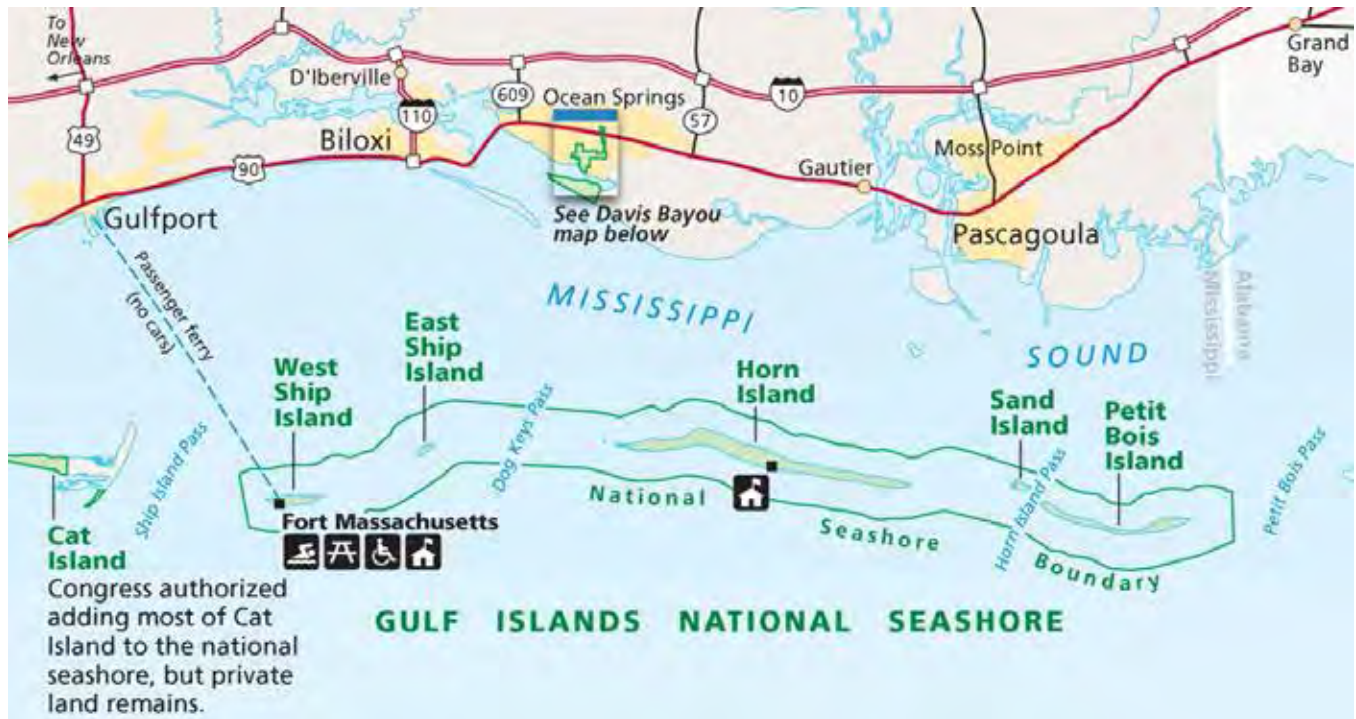 To
New
Orleans
D'Iberville
49
110
609
Ocean Springs
57
10
Grand
Bay
Biloxi
90
Moss Point
Gautier
Gulfport
See Davis Bayou
map below
Pascagoula
Passenger ferry
(no cars)
MISSISSIPPI
SOUND
Mississippi
Alabama
West
Ship
Island
East
Ship
Island
Horn
Island
Sand
Island
Petit
Bois
Island
Ship Island Pass
Dog Keys Pass
Horn Island Pass
Petit Bois Pass
National
Seashore
Boundary
Fort Massachusetts
Cat
Island
Congress authorized
adding most of Cat
Island to the national
seashore, but private
land remains.
GULF ISLANDS NATIONAL SEASHORE